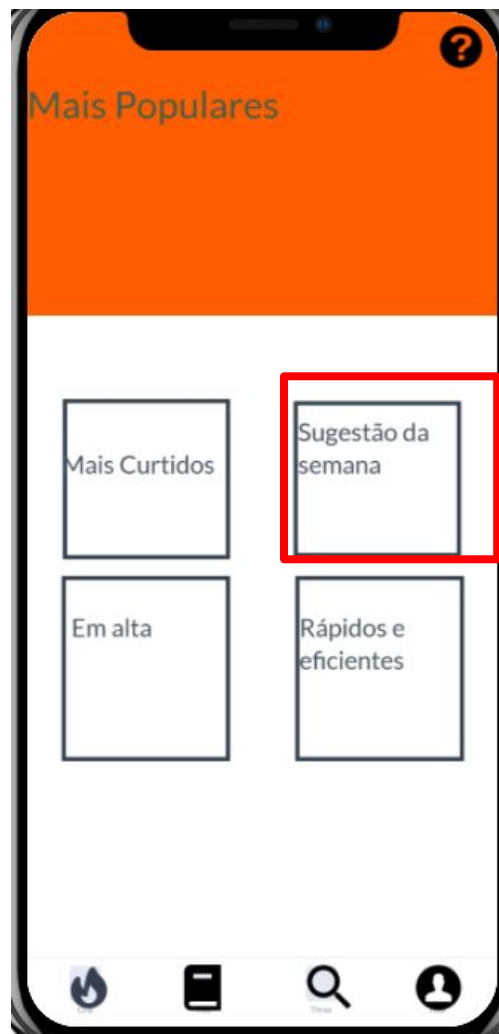 Mais Populares
Mais Curtidos
Sugestão da
semana
Em alta
Rápidos e
eficientes